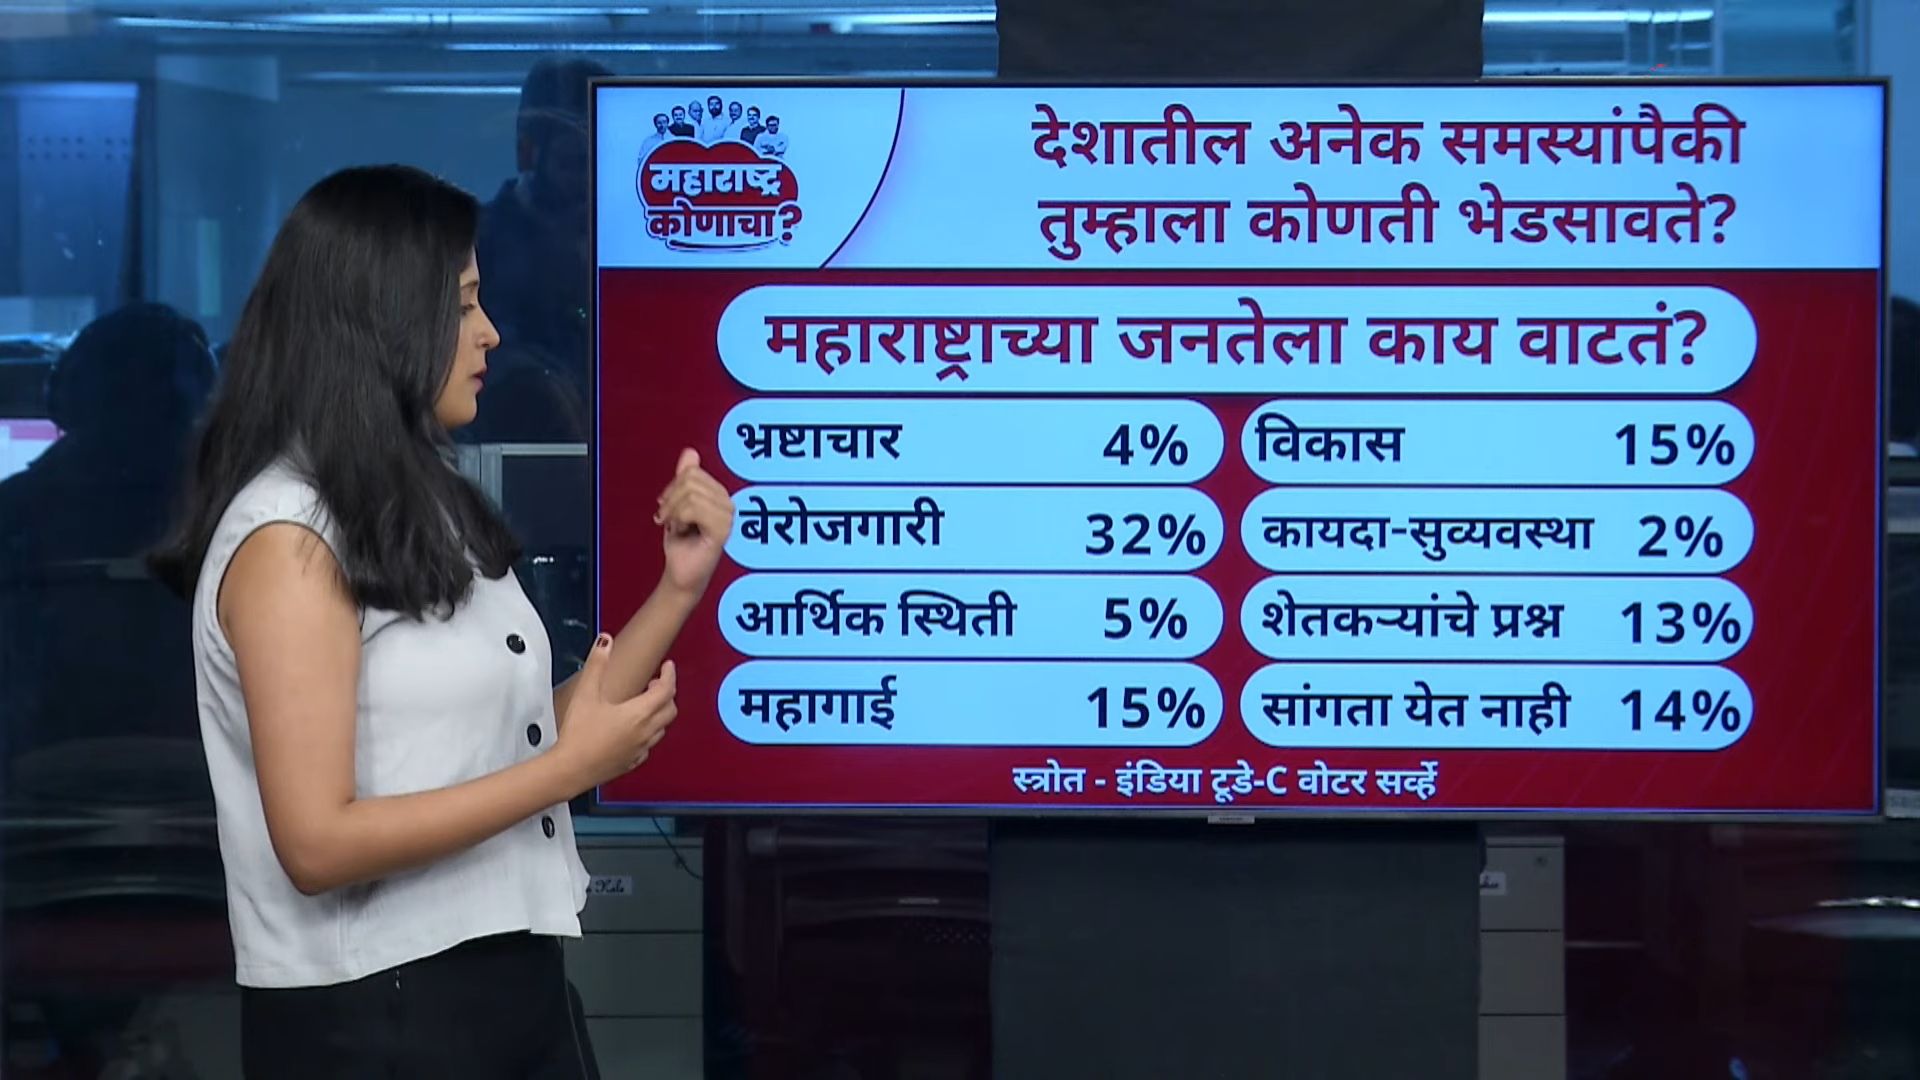 महाराष्ट्र
कोणाचा?
देशातील अनेक समस्यांपैकी
तुम्हाला कोणती भेडसावते?
महाराष्ट्राच्या जनतेला काय वाटतं?
भ्रष्टाचार 4%
विकास 15%
बेरोजगारी 32%
कायदा-सुव्यवस्था 2%
आर्थिक स्थिती 5%
शेतकऱ्यांचे प्रश्न 13%
महागाई 15%
सांगता येत नाही 14%
स्त्रोत - इंडिया टूडे-C वोटर सर्व्हे